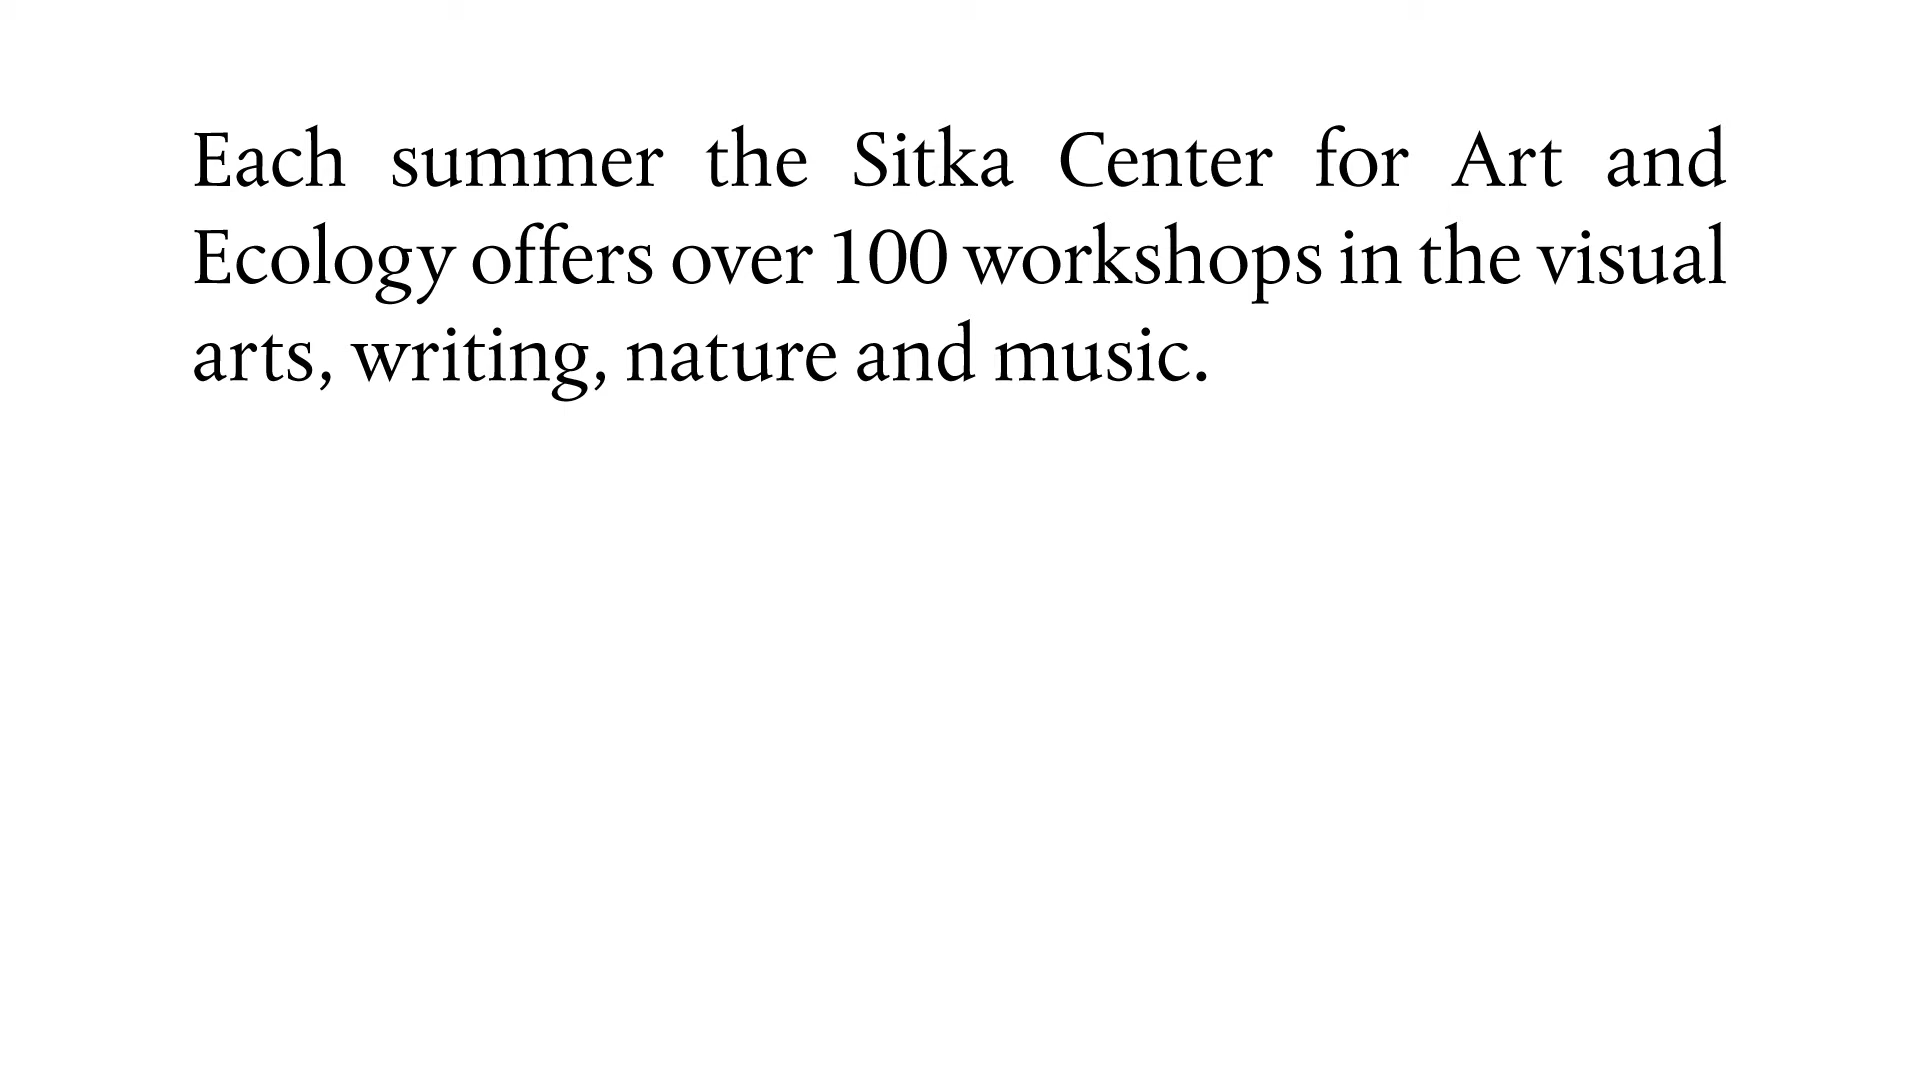 Each summer the Sitka Center for Art and
Ecology offers over 100 workshops in the visual
arts, writing, nature and music.